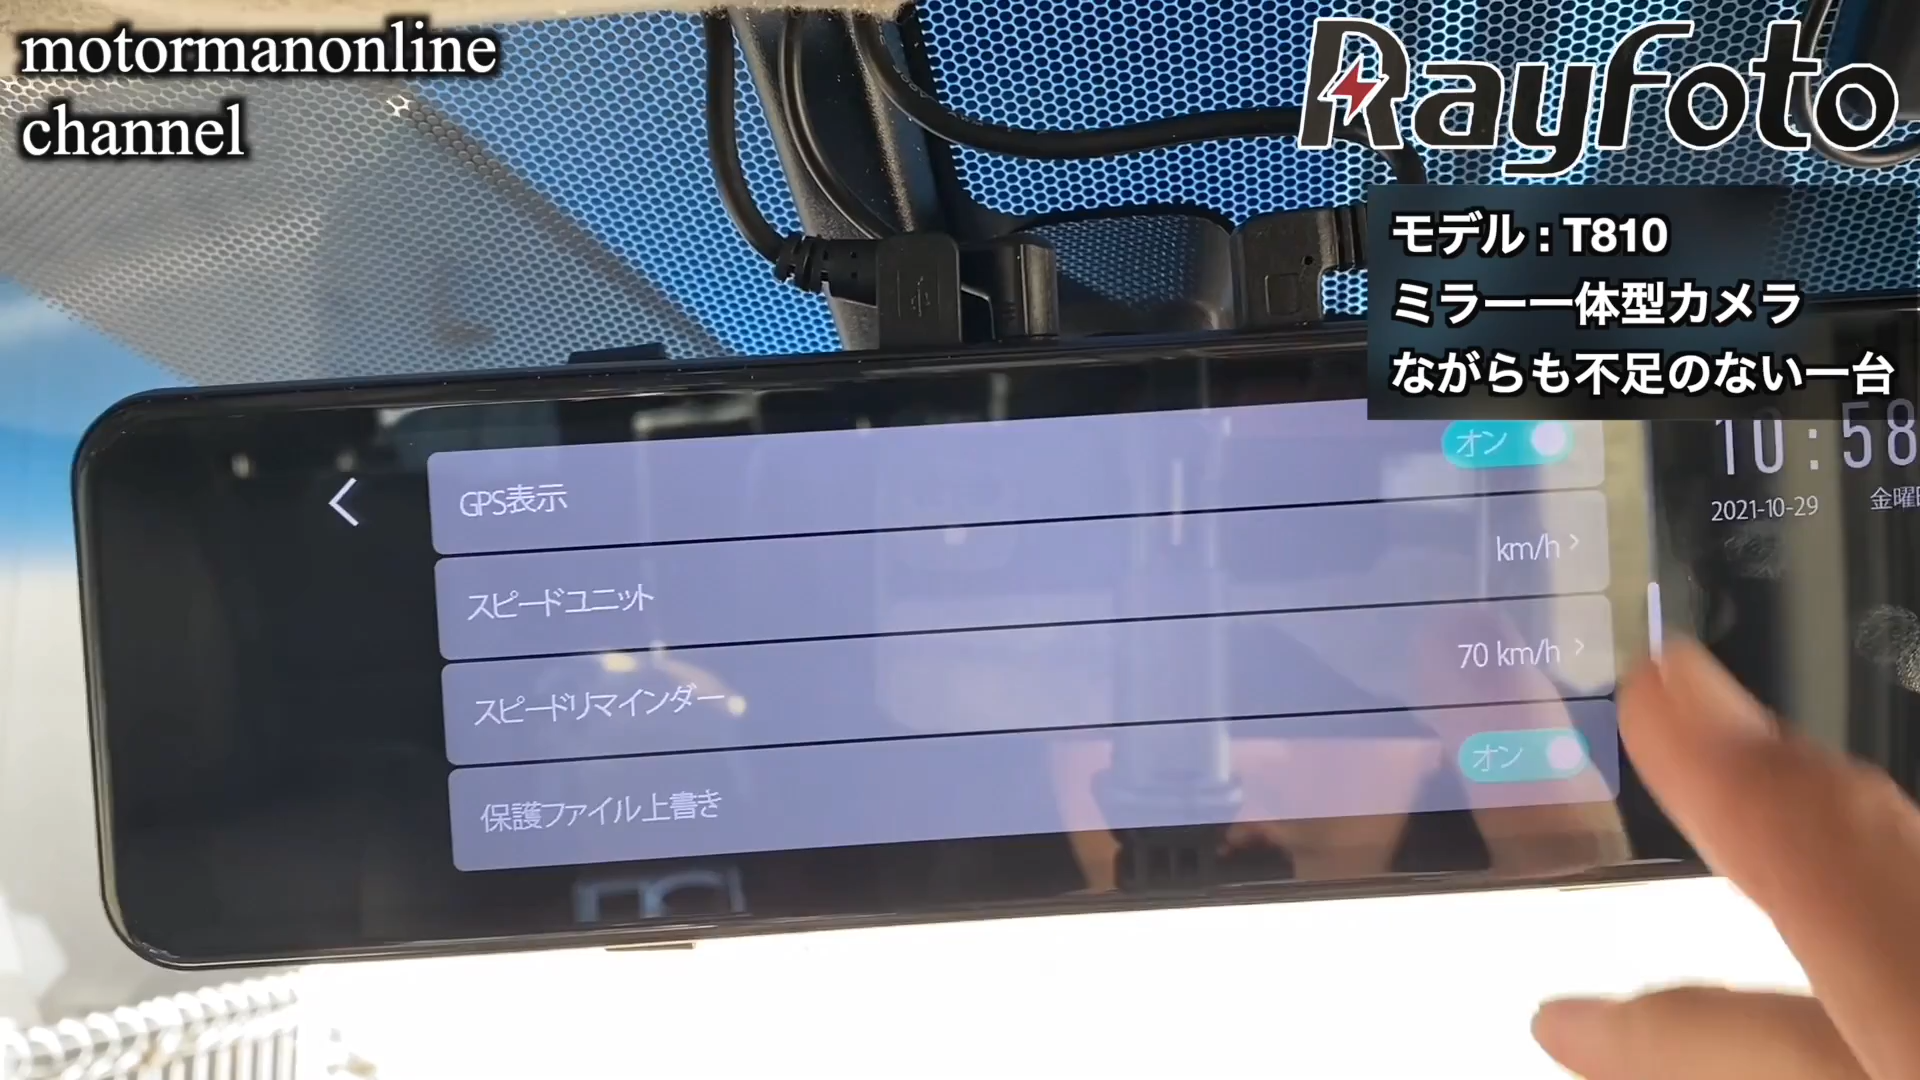 motormanonline
channel
Rayfoto
モデル : T810
ミラー一体型カメラ
ながらも不足のない一台
10:58
2021-10-29
GPS表示 オン
スピードユニット km/h >
スピードリマインダー 70 km/h >
保護ファイル上書き オン